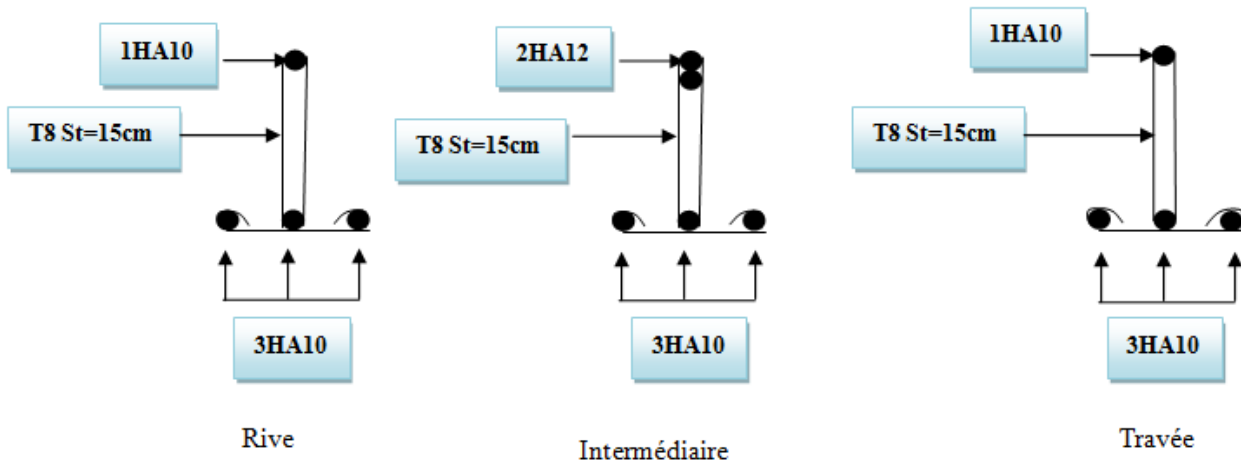 1HA10
T8 St=15cm
3HA10
Rive
2HA12
T8 St=15cm
3HA10
Intermédiaire
1HA10
T8 St=15cm
3HA10
Travée